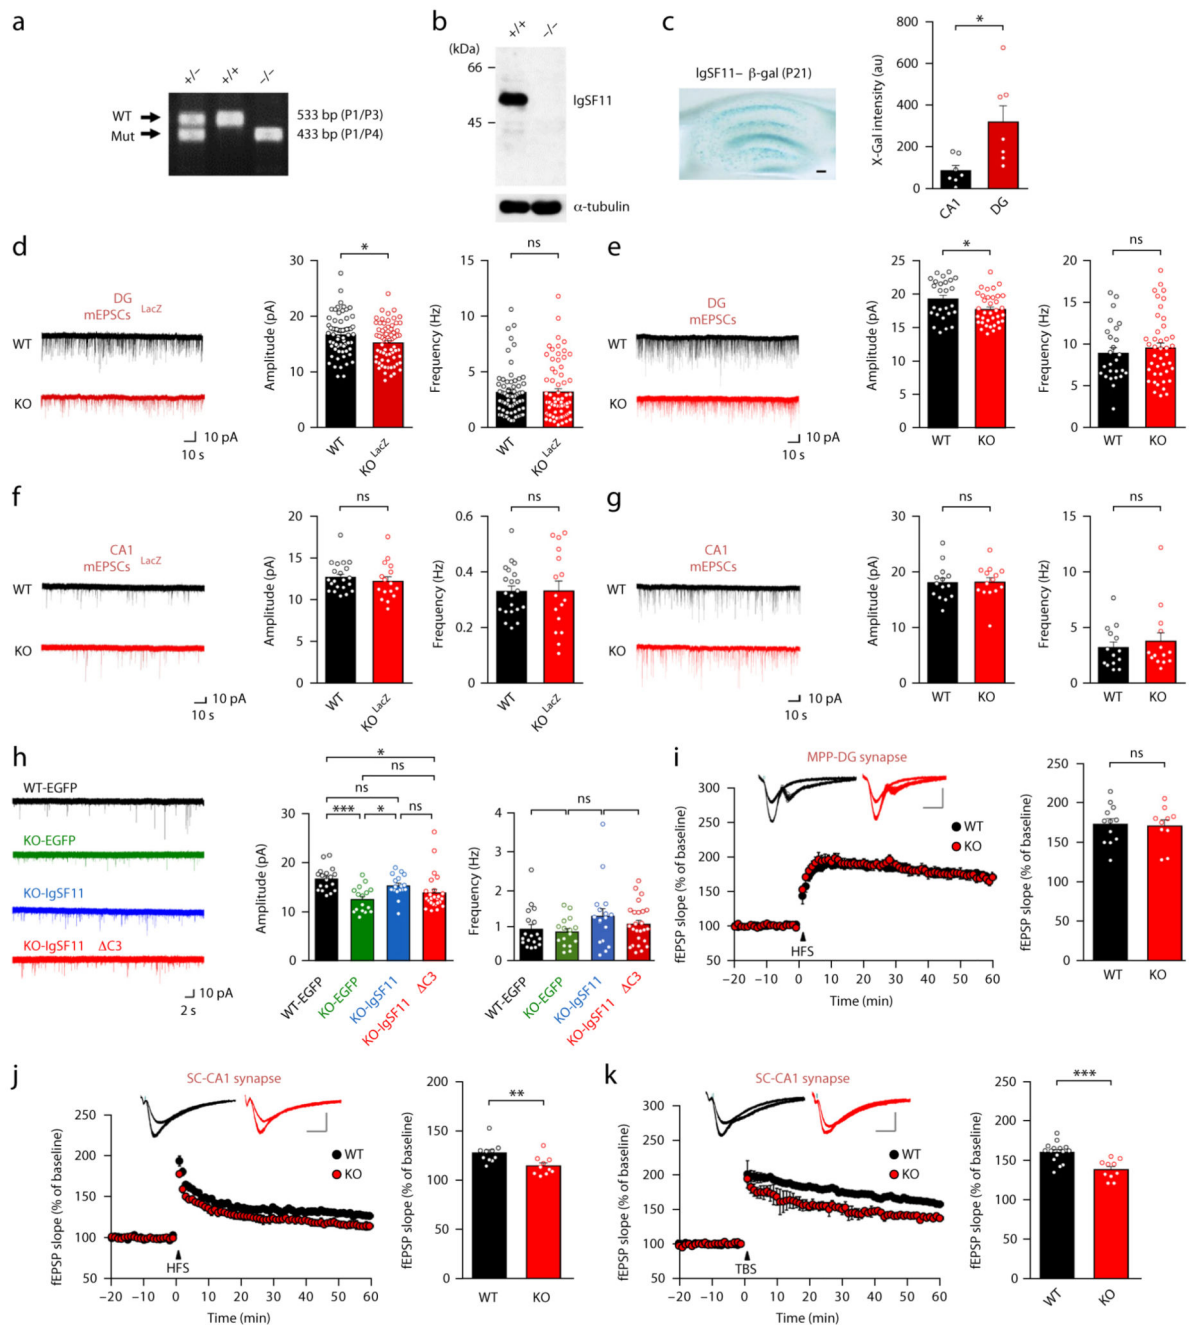 a
+/−
+/+
−/−
WT
533 bp (P1/P3)
Mut
433 bp (P1/P4)
b
+/+
−/−
(kDa)
66
IgSF11
45
α-tubulin
c
IgSF11− β-gal (P21)
X-Gal intensity (au)
800
600
400
200
0
*
CA1
DG
d
DG
mEPSCs LacZ
WT
KO
10 pA
10 s
Amplitude (pA)
30
20
10
0
*
WT
KO LacZ
Frequency (Hz)
15
10
5
0
ns
WT
KO LacZ
e
DG
mEPSCs
WT
KO
10 pA
10 s
Amplitude (pA)
25
20
15
10
5
0
*
WT
KO
Frequency (Hz)
20
15
10
5
0
ns
WT
KO
f
CA1
mEPSCs LacZ
WT
KO
10 pA
10 s
Amplitude (pA)
20
15
10
5
0
ns
WT
KO LacZ
Frequency (Hz)
0.6
0.4
0.2
0
ns
WT
KO LacZ
g
CA1
mEPSCs
WT
KO
10 pA
10 s
Amplitude (pA)
30
20
10
0
ns
WT
KO
Frequency (Hz)
15
10
5
0
ns
WT
KO
h
WT-EGFP
KO-EGFP
KO-IgSF11
KO-IgSF11 ΔC3
10 pA
2 s
Amplitude (pA)
30
20
10
0
*
ns
ns
*** * ns
WT-EGFP
KO-EGFP
KO-IgSF11
KO-IgSF11 ΔC3
Frequency (Hz)
4
3
2
1
0
ns
WT-EGFP
KO-EGFP
KO-IgSF11
KO-IgSF11 ΔC3
i
MPP-DG synapse
fEPSP slope (% of baseline)
300
250
200
150
100
50
WT
KO
HFS
−20 −10 0 10 20 30 40 50 60
Time (min)
fEPSP slope (% of baseline)
250
200
150
100
50
0
ns
WT
KO
j
SC-CA1 synapse
fEPSP slope (% of baseline)
250
200
150
100
50
WT
KO
HFS
−20 −10 0 10 20 30 40 50 60
Time (min)
fEPSP slope (% of baseline)
200
150
100
50
0
**
WT
KO
k
SC-CA1 synapse
fEPSP slope (% of baseline)
300
250
200
150
100
50
WT
KO
TBS
−20 −10 0 10 20 30 40 50 60
Time (min)
fEPSP slope (% of baseline)
250
200
150
100
50
0
***
WT
KO